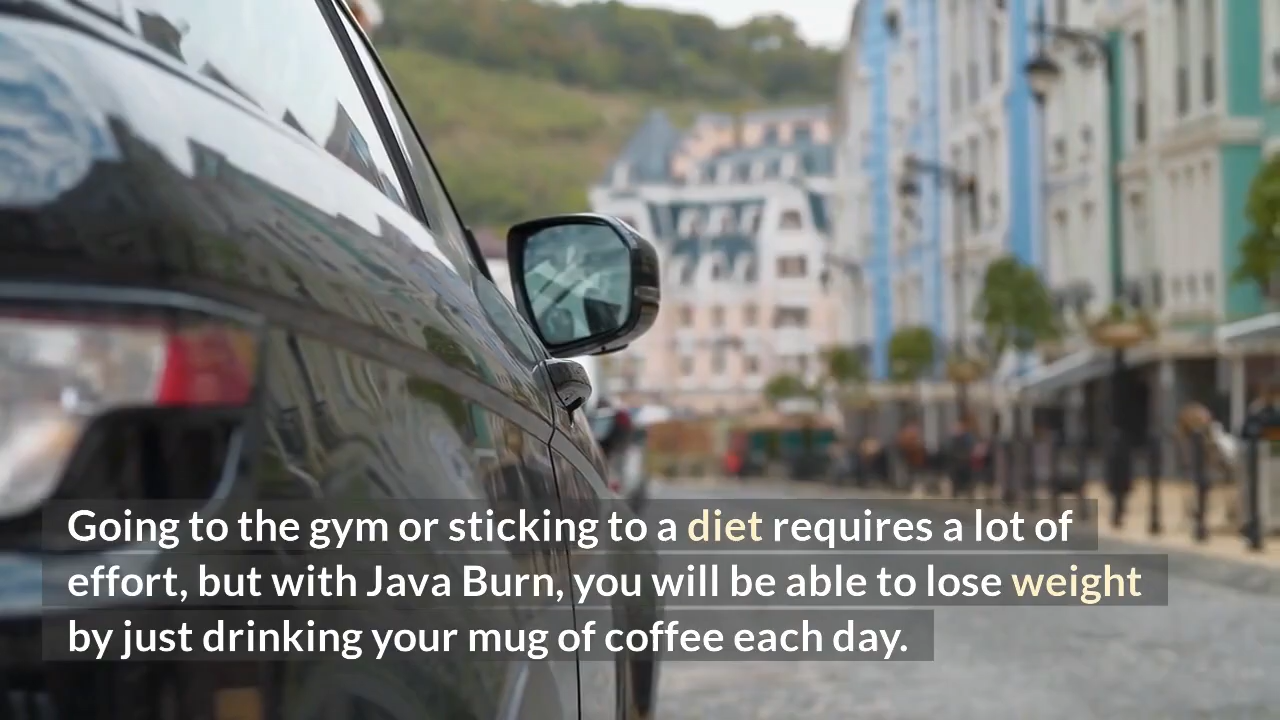 Going to the gym or sticking to a diet requires a lot of
effort, but with Java Burn, you will be able to lose weight
by just drinking your mug of coffee each day.